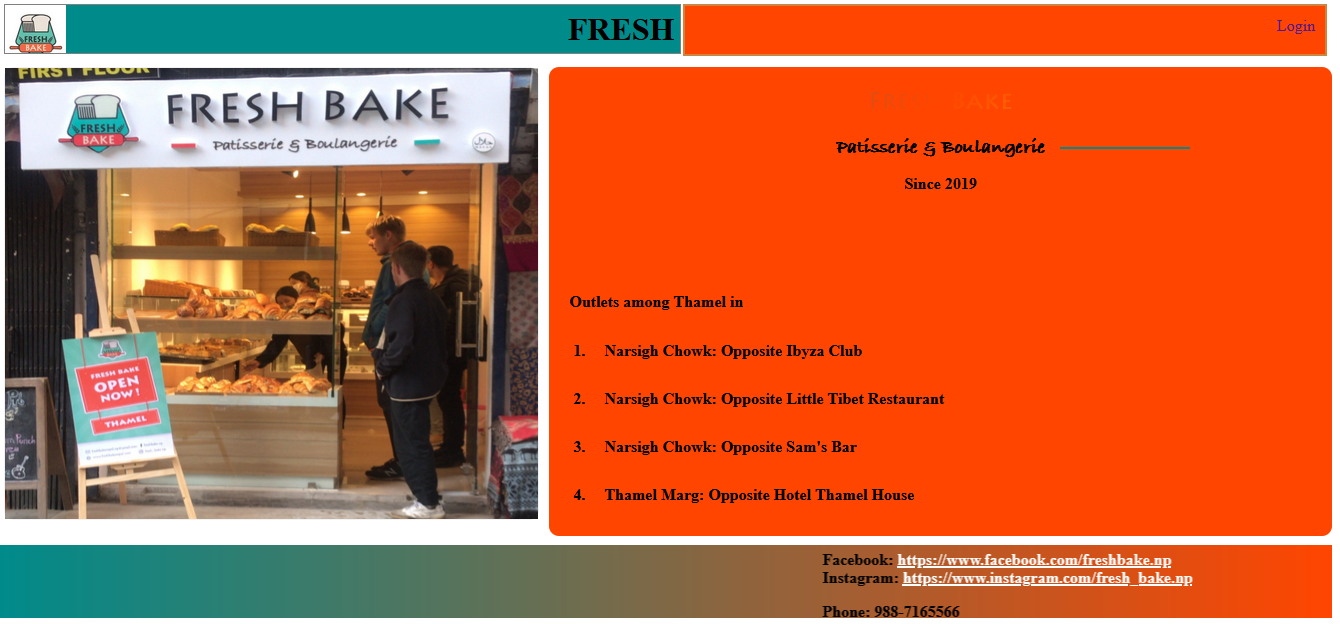 FRESH BAKE
FRESH
Login
FIRST FLOOR
FRESH BAKE
FRESH BAKE
Patisserie & Boulangerie
FRESH BAKE
OPEN
NOW!
THAMEL
BAKE
Patisserie & Boulangerie
Since 2019
Outlets among Thamel in
1. Narsigh Chowk: Opposite Ibyza Club
2. Narsigh Chowk: Opposite Little Tibet Restaurant
3. Narsigh Chowk: Opposite Sam's Bar
4. Thamel Marg: Opposite Hotel Thamel House
Facebook: https://www.facebook.com/freshbake.np
Instagram: https://www.instagram.com/fresh_bake.np
Phone: 988-7165566